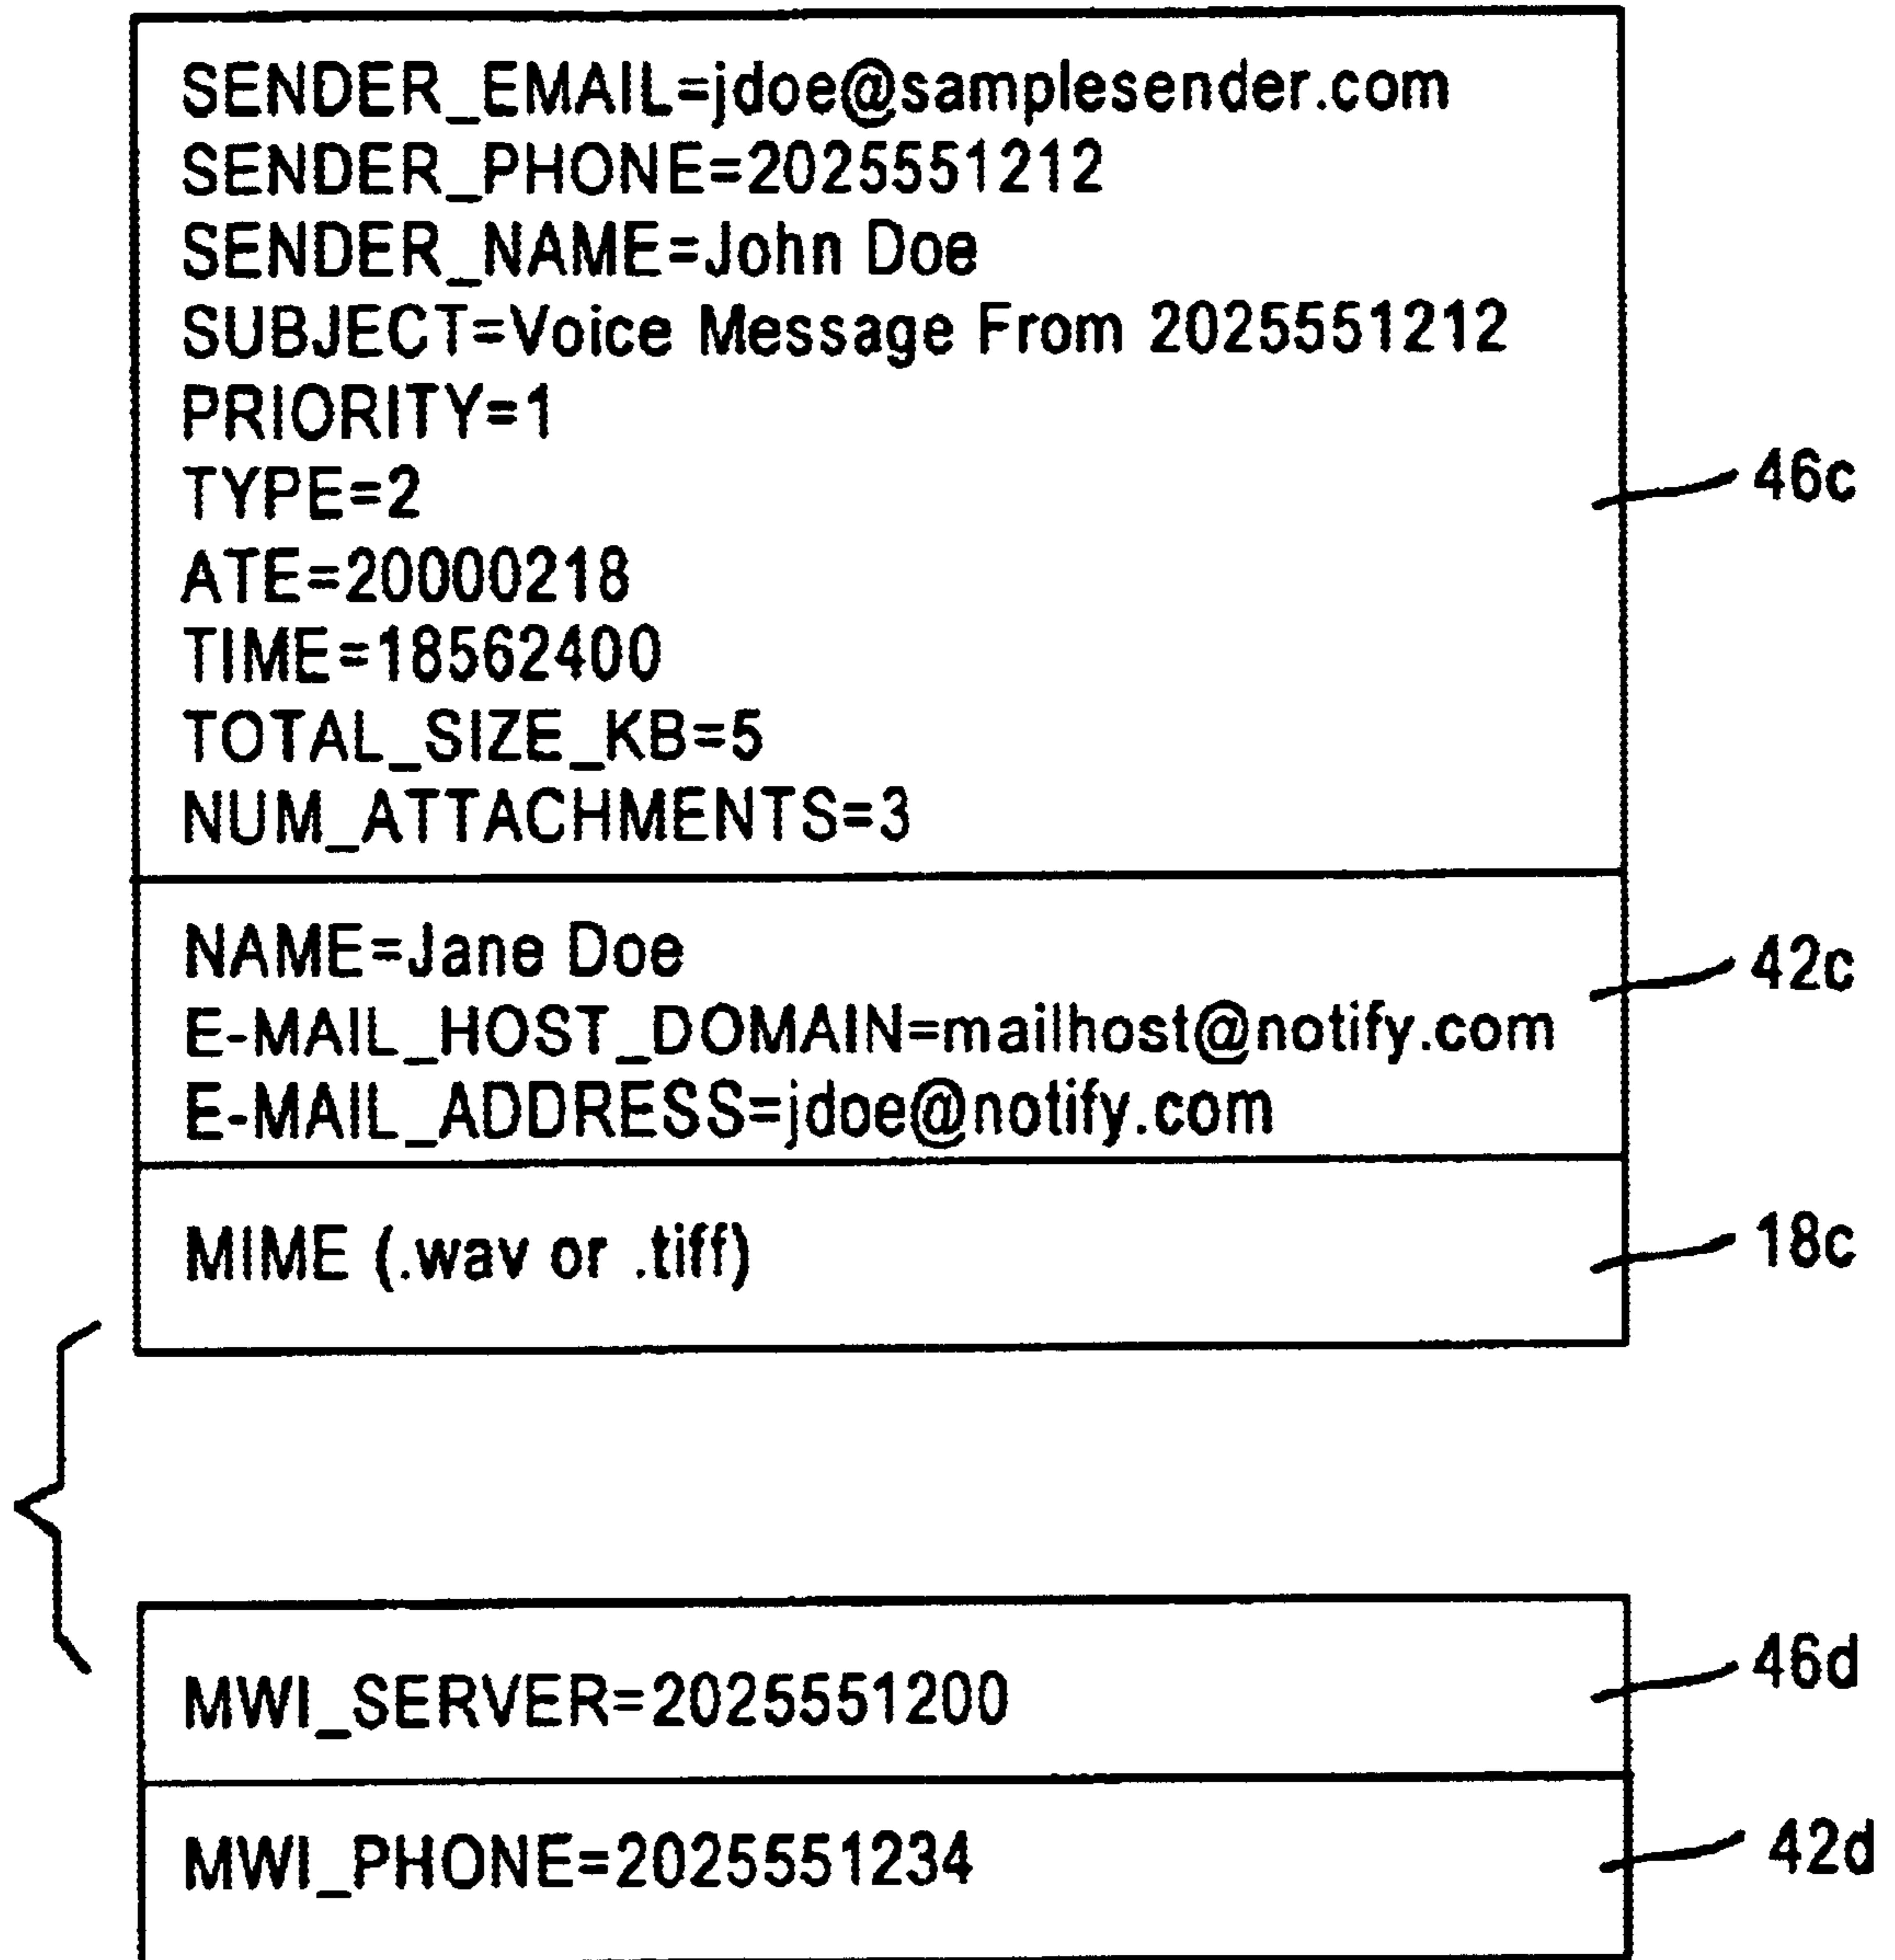 SENDER_EMAIL=jdoe@samplesender.com
SENDER_PHONE=2025551212
SENDER_NAME=John Doe
SUBJECT=Voice Message From 2025551212
PRIORITY=1
TYPE=2
ATE=20000218
TIME=18562400
TOTAL_SIZE_KB=5
NUM_ATTACHMENTS=3
46c
NAME=Jane Doe
E-MAIL_HOST_DOMAIN=mailhost@notify.com
E-MAIL_ADDRESS=jdoe@notify.com
42c
MIME (.wav or .tiff)
18c
MWI_SERVER=2025551200
46d
MWI_PHONE=2025551234
42d